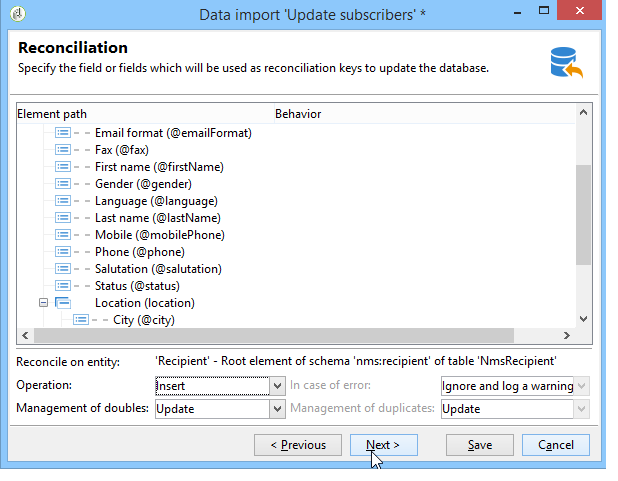 Data import 'Update subscribers' *
Reconciliation
Specify the field or fields which will be used as reconciliation keys to update the database.
Element path Behavior
Email format (@emailFormat)
Fax (@fax)
First name (@firstName)
Gender (@gender)
Language (@language)
Last name (@lastName)
Mobile (@mobilePhone)
Phone (@phone)
Salutation (@salutation)
Status (@status)
Location (location)
City (@city)
Reconcile on entity: 'Recipient' - Root element of schema 'nms:recipient' of table 'NmsRecipient'
Operation: Insert In case of error: Ignore and log a warning
Management of doubles: Update Management of duplicates: Update
< Previous Next > Save Cancel